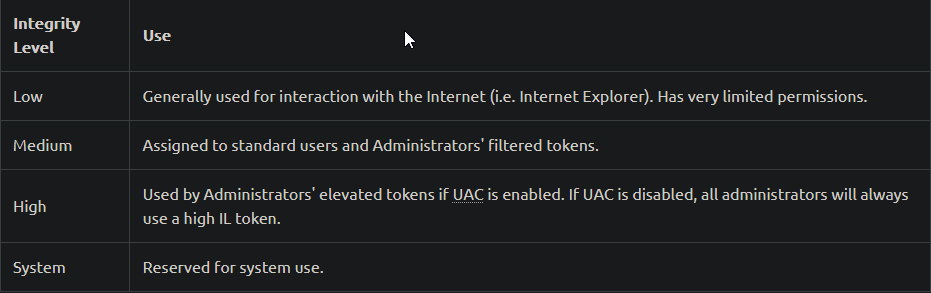 Integrity
Level
Use
Low
Generally used for interaction with the Internet (i.e. Internet Explorer). Has very limited permissions.
Medium
Assigned to standard users and Administrators' filtered tokens.
High
Used by Administrators' elevated tokens if UAC is enabled. If UAC is disabled, all administrators will always
use a high IL token.
System
Reserved for system use.